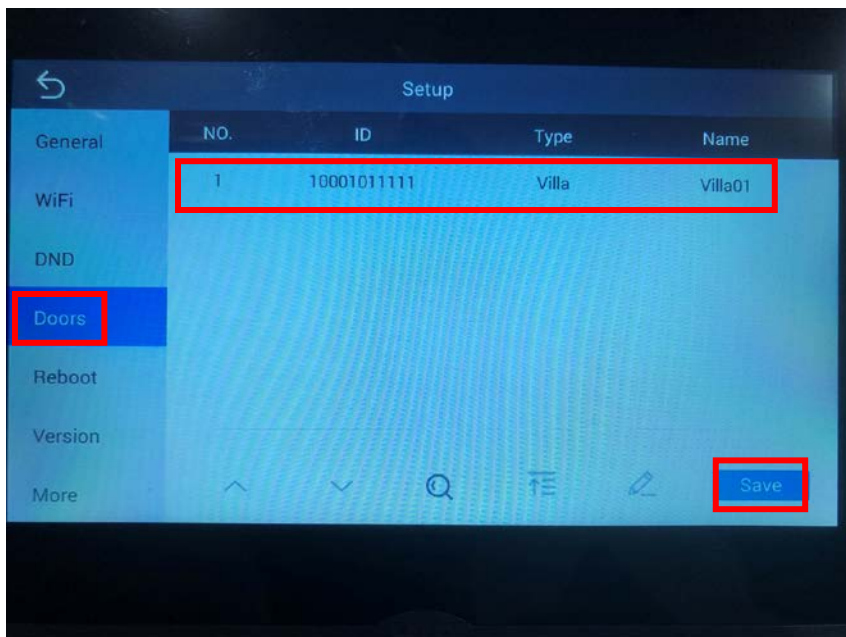 Setup
General
NO. ID Type Name
1 10001011111 Villa Villa01
WiFi
DND
Doors
Reboot
Version
More
Save